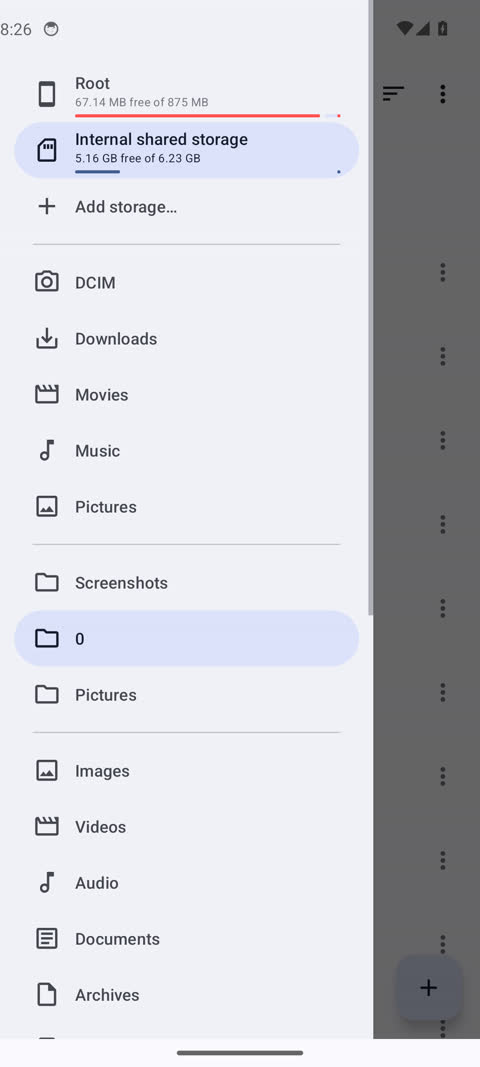 8:26
Root
67.14 MB free of 875 MB
Internal shared storage
5.16 GB free of 6.23 GB
Add storage…
DCIM
Downloads
Movies
Music
Pictures
Screenshots
0
Pictures
Images
Videos
Audio
Documents
Archives